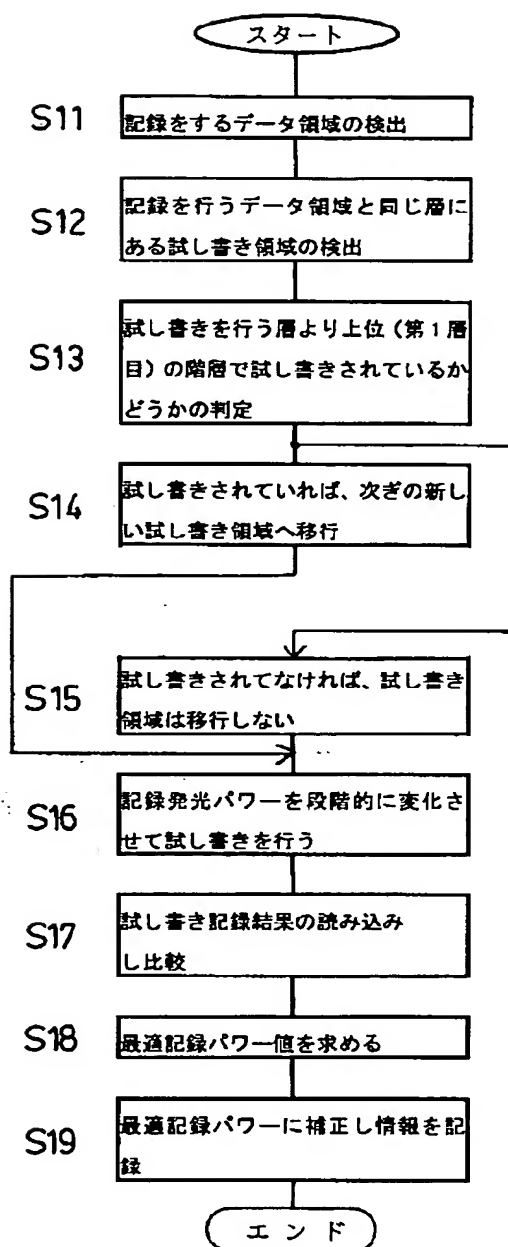 スタート
S11
記録をするデータ領域の検出
S12
記録を行うデータ領域と同じ層に
ある試し書き領域の検出
S13
試し書きを行う層より上位(第1層
目)の階層で試し書きされているか
どうかの判定
S14
試し書きされていれば、次ぎの新し
い試し書き領域へ移行
S15
試し書きされてなければ、試し書き
領域は移行しない
S16
記録発光パワーを段階的に変化さ
せて試し書きを行う
S17
試し書き記録結果の読み込み
し比較
S18
最適記録パワー値を求める
S19
最適記録パワーに補正し情報を記
録
エンド